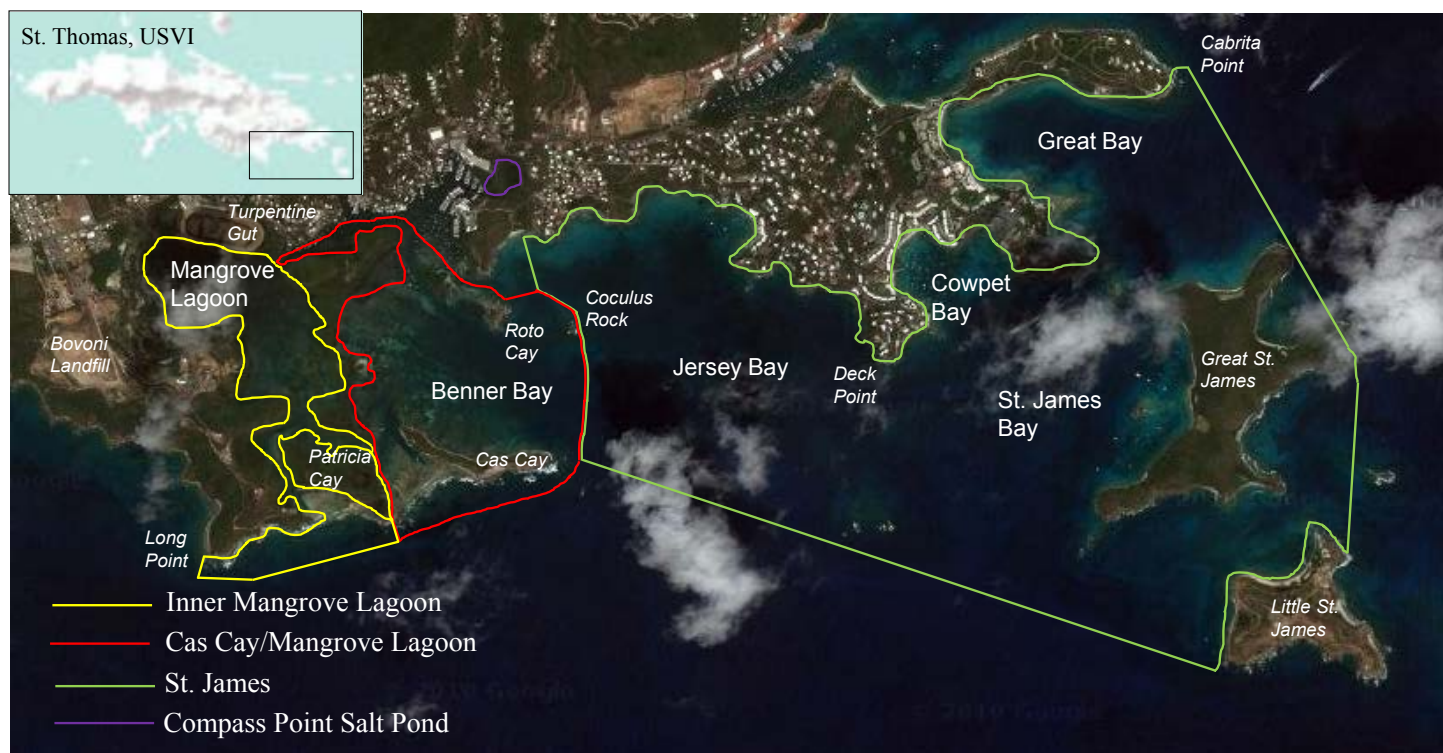 St. Thomas, USVI
Cabrita
Point
Great Bay
Turpentine
Gut
Mangrove
Lagoon
Cowpet
Bay
Coculus
Rock
Roto
Cay
Bovoni
Landfill
Jersey Bay
Great St.
James
Deck
Point
Benner Bay
St. James
Bay
Patricia
Cay
Cas Cay
Long
Point
Inner Mangrove Lagoon
Little St.
James
Cas Cay/Mangrove Lagoon
St. James
Compass Point Salt Pond